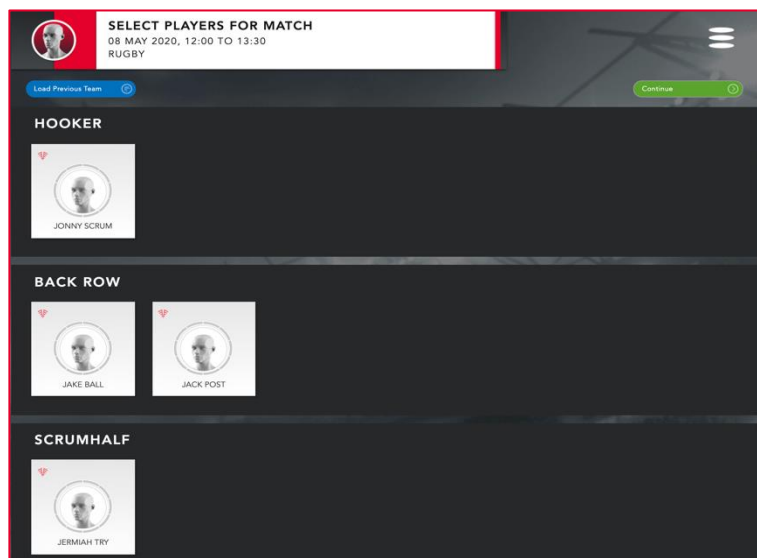 SELECT PLAYERS FOR MATCH
08 MAY 2020, 12:00 TO 13:30
RUGBY
Load Previous Team
Continue
HOOKER
JONNY SCRUM
BACK ROW
JAKE BALL
JACK POST
SCRUMHALF
JERMIAH TRY